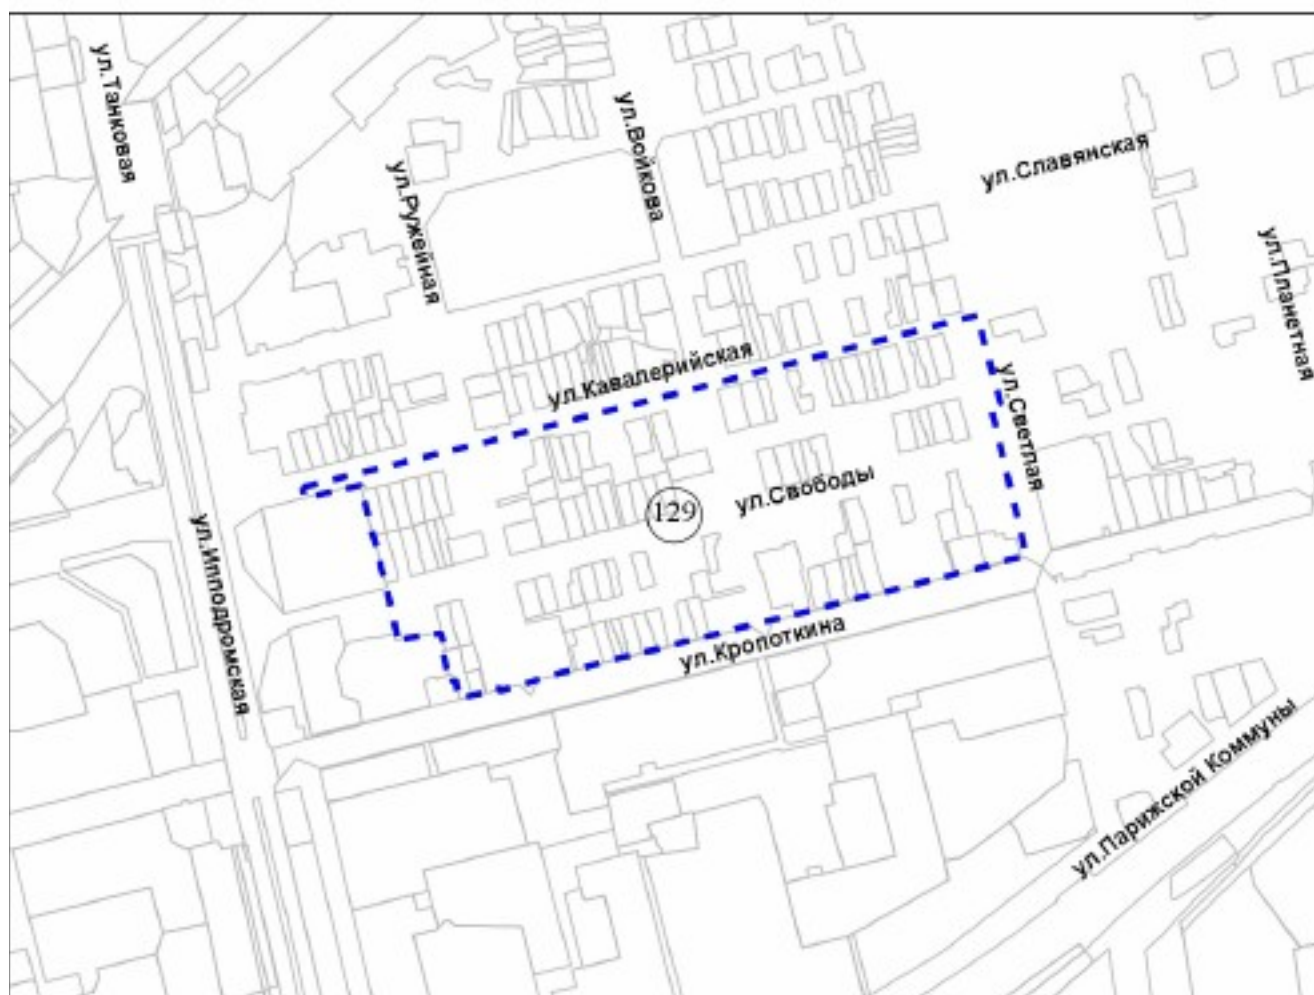 ул.Танковая
ул.Войкова
ул.Славянская
ул.Ружейная
ул.Планетная
ул.Кавалерийская
ул.Светлая
ул.Свободы
129
ул.Ипподромская
ул.Кропоткина
ул.Парижской Коммуны